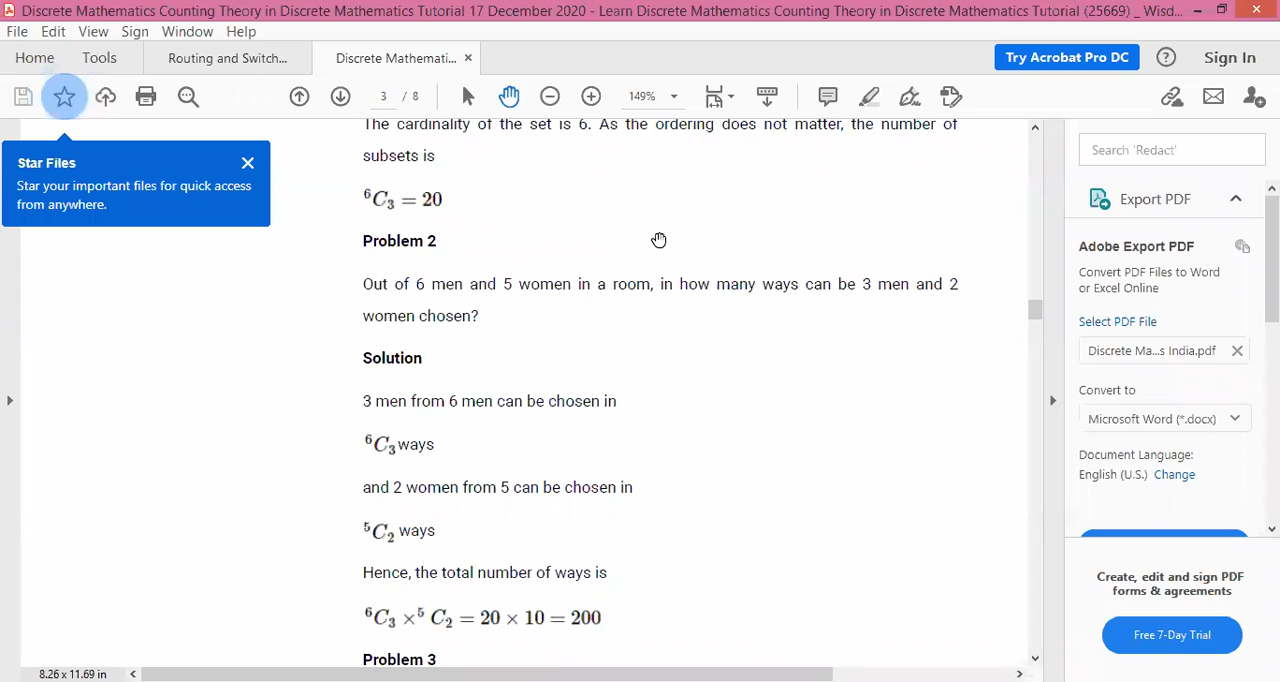 Discrete Mathematics Counting Theory in Discrete Mathematics Tutorial 17 December 2020 - Learn Discrete Mathematics Counting Theory in Discrete Mathematics Tutorial (25669) _ Wisd...
File Edit View Sign Window Help
Home Tools Routing and Switch... Discrete Mathemati... × Try Acrobat Pro DC ? Sign In
3 / 8 149%
Star Files
Star your important files for quick access
from anywhere.
The cardinality of the set is 6. As the ordering does not matter, the number of
subsets is
⁶C₃ = 20
Problem 2
Out of 6 men and 5 women in a room, in how many ways can be 3 men and 2
women chosen?
Solution
3 men from 6 men can be chosen in
⁶C₃ ways
and 2 women from 5 can be chosen in
⁵C₂ ways
Hence, the total number of ways is
⁶C₃ ×⁵ C₂ = 20 × 10 = 200
Problem 3
8.26 x 11.69 in
Search 'Redact'
Export PDF
Adobe Export PDF
Convert PDF Files to Word
or Excel Online
Select PDF File
Discrete Ma...s India.pdf
Convert to
Microsoft Word (*.docx)
Document Language:
English (U.S.) Change
Create, edit and sign PDF
forms & agreements
Free 7-Day Trial